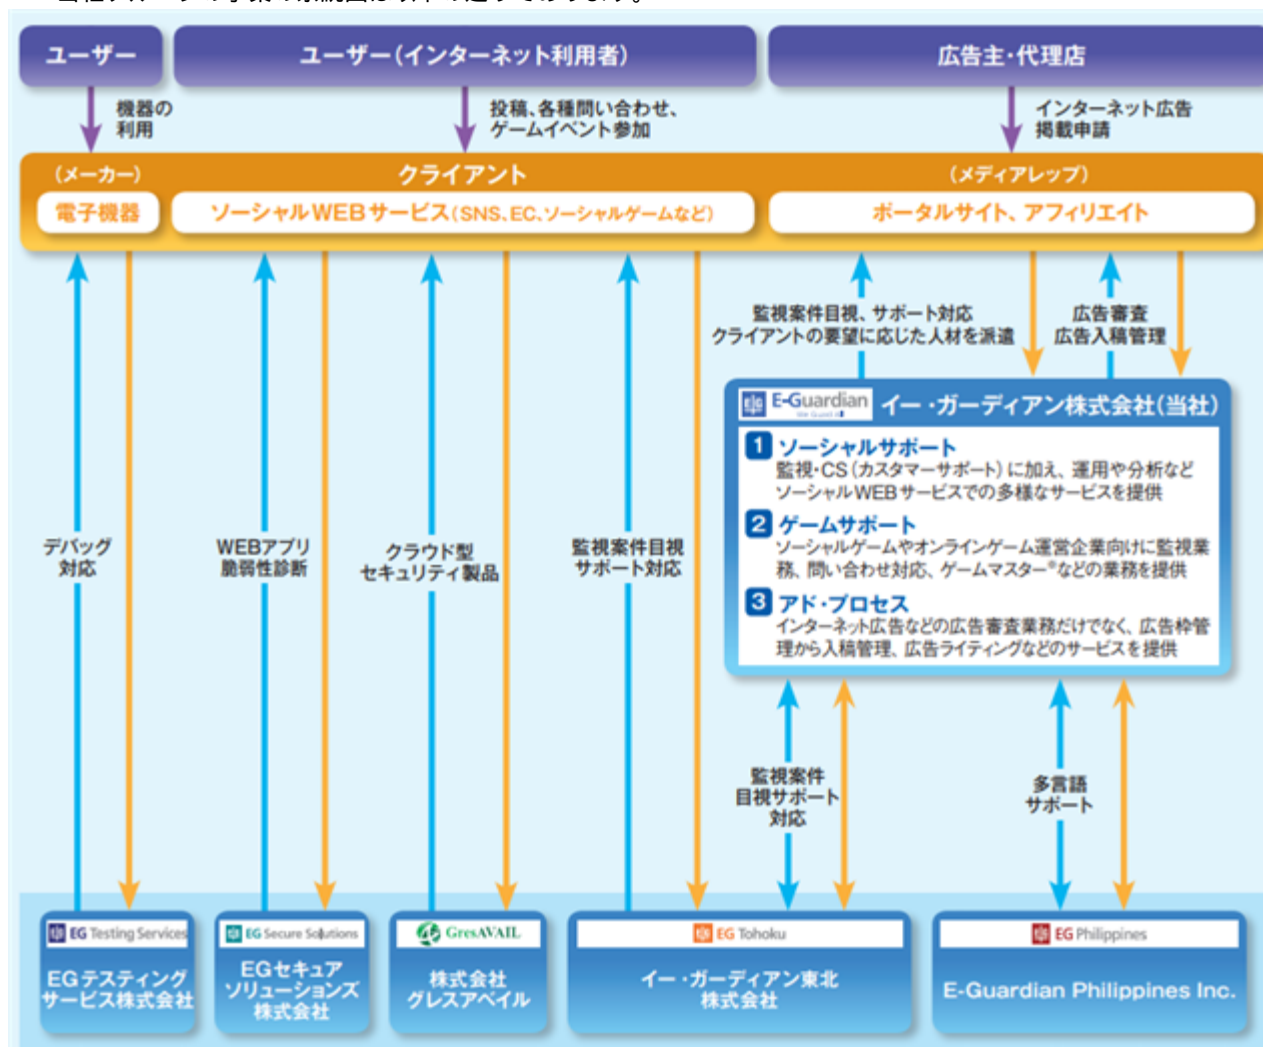 ユーザー
ユーザー（インターネット利用者）
広告主・代理店
機器の
利用
投稿、各種問い合わせ、
ゲームイベント参加
インターネット広告
掲載申請
（メーカー）
クライアント
（メディアレップ）
電子機器
ソーシャルWEBサービス（SNS、EC、ソーシャルゲームなど）
ポータルサイト、アフィリエイト
監視案件目視、サポート対応
クライアントの要望に応じた人材を派遣
広告審査
広告入稿管理
E-Guardian
イー・ガーディアン株式会社（当社）
1 ソーシャルサポート
監視・CS（カスタマーサポート）に加え、運用や分析など
ソーシャルWEBサービスでの多様なサービスを提供
2 ゲームサポート
ソーシャルゲームやオンラインゲーム運営企業向けに監視業
務、問い合わせ対応、ゲームマスター®などの業務を提供
3 アド・プロセス
インターネット広告などの広告審査業務だけでなく、広告枠管
理から入稿管理、広告ライティングなどのサービスを提供
デバッグ
対応
WEBアプリ
脆弱性診断
クラウド型
セキュリティ製品
監視案件目視
サポート対応
監視案件
目視サポート
対応
多言語
サポート
EG Testing Services
EGテスティング
サービス株式会社
EG Secure Solutions
EGセキュア
ソリューションズ
株式会社
GresAVAIL
株式会社
グレスアベイル
EG Tohoku
イー・ガーディアン東北
株式会社
EG Philippines
E-Guardian Philippines Inc.